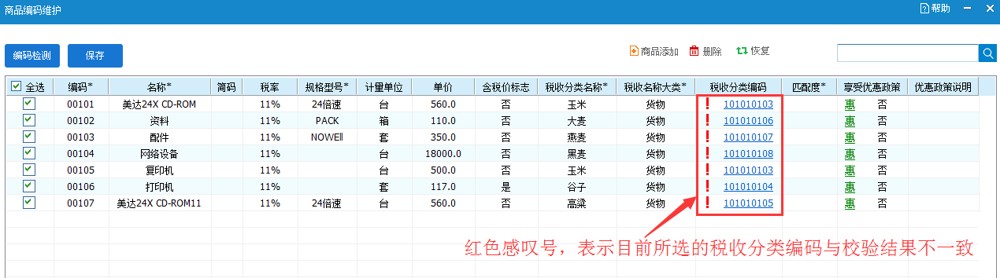 商品编码维护
帮助
编码检测 保存 商品添加 删除 恢复
全选 编码* 名称* 简码 税率 规格型号* 计量单位 单价 含税价标志 税收分类名称* 税收名称大类* 税收分类编码 匹配度* 享受优惠政策 优惠政策说明
00101 美达24X CD-ROM 11% 24倍速 台 560.0 否 玉米 货物 ! 101010103 惠 否
00102 资料 11% PACK 箱 110.0 否 大麦 货物 ! 101010106 惠 否
00103 配件 11% NOWEll 套 350.0 否 燕麦 货物 ! 101010107 惠 否
00104 网络设备 11% 台 18000.0 否 黑麦 货物 ! 101010108 惠 否
00105 复印机 11% 台 500.0 否 玉米 货物 ! 101010103 惠 否
00106 打印机 11% 套 117.0 是 谷子 货物 ! 101010104 惠 否
00107 美达24X CD-ROM11 11% 24倍速 台 560.0 否 高粱 货物 ! 101010105 惠 否
红色感叹号，表示目前所选的税收分类编码与校验结果不一致